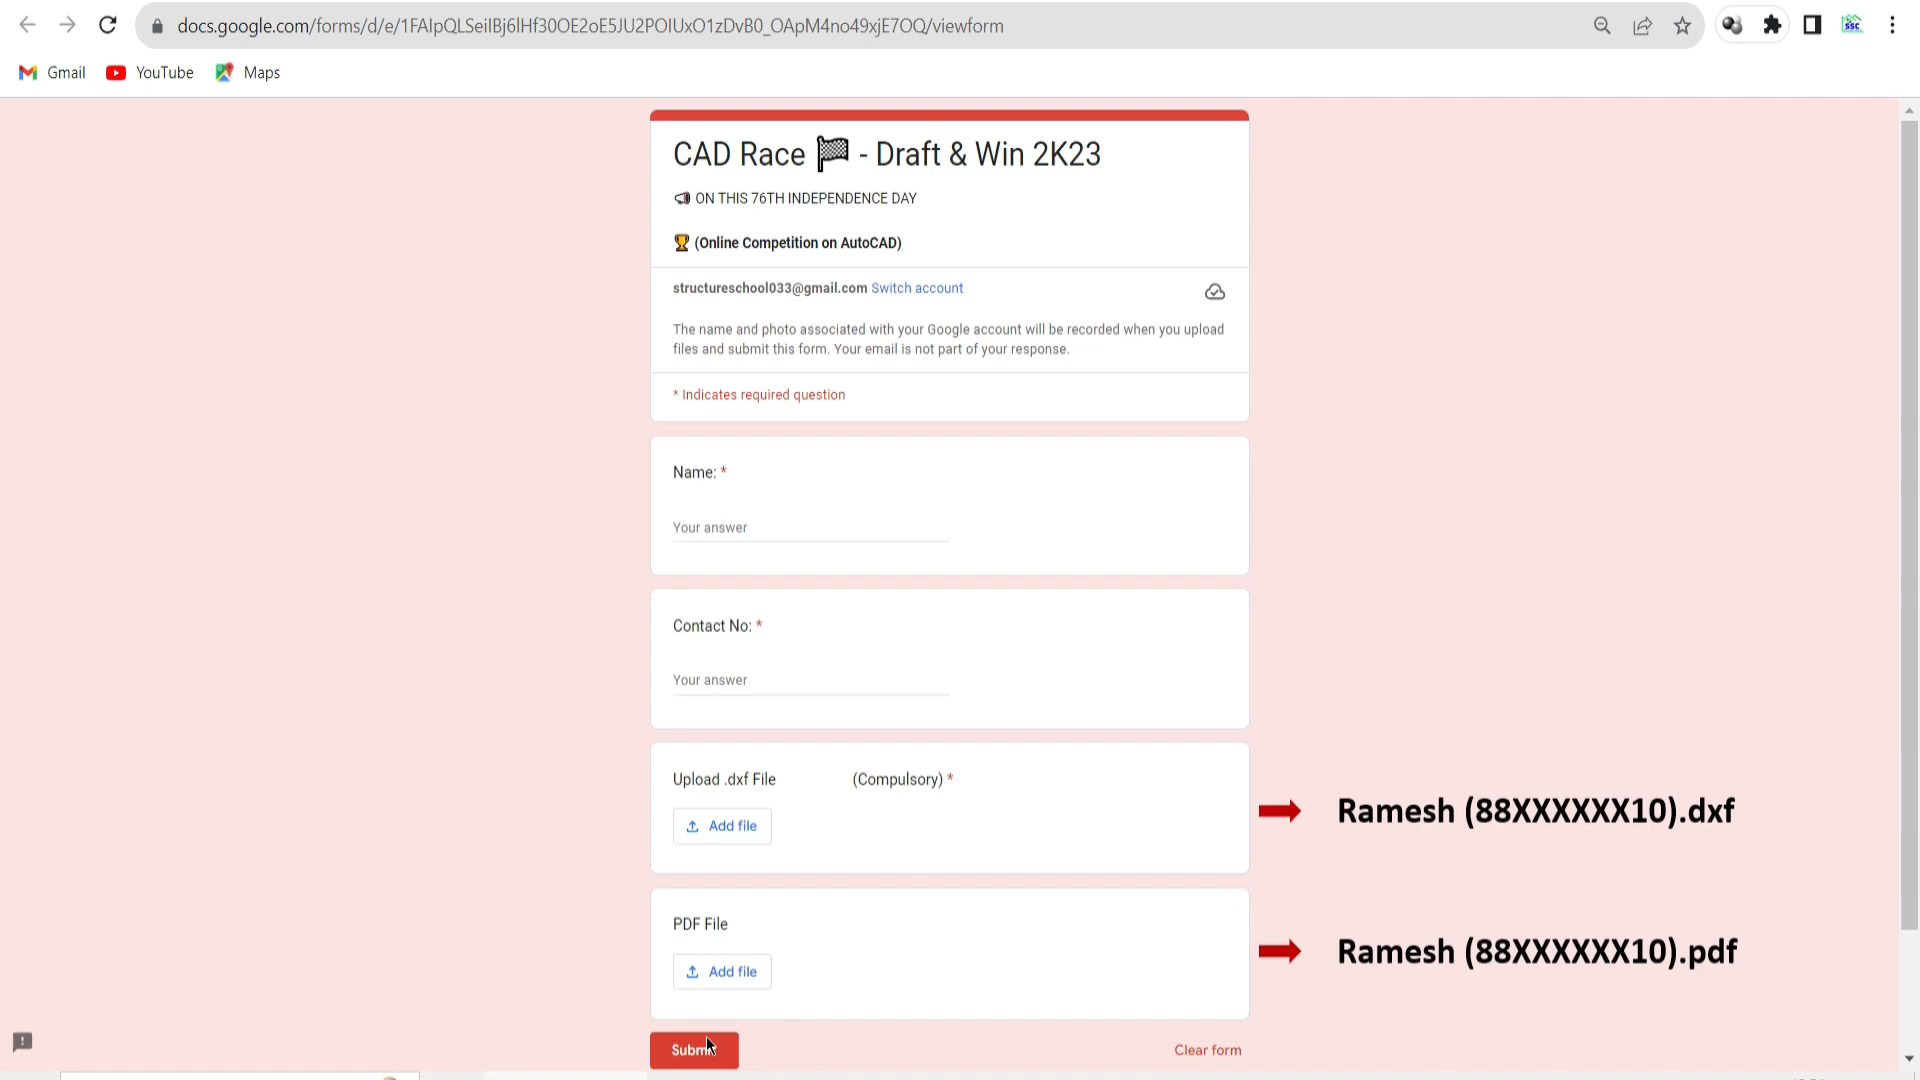 docs.google.com/forms/d/e/1FAIpQLSeiIBj6lHf30OE2oE5JU2POIUxO1zDvB0_OApM4no49xjE7OQ/viewform
SSC
Gmail YouTube Maps
CAD Race 🏁 - Draft & Win 2K23
📢 ON THIS 76TH INDEPENDENCE DAY
🏆 (Online Competition on AutoCAD)
structureschool033@gmail.com Switch account
The name and photo associated with your Google account will be recorded when you upload
files and submit this form. Your email is not part of your response.
* Indicates required question
Name: *
Your answer
Contact No: *
Your answer
Upload .dxf File (Compulsory) *
Add file
Ramesh (88XXXXXX10).dxf
PDF File
Add file
Ramesh (88XXXXXX10).pdf
Submit
Clear form